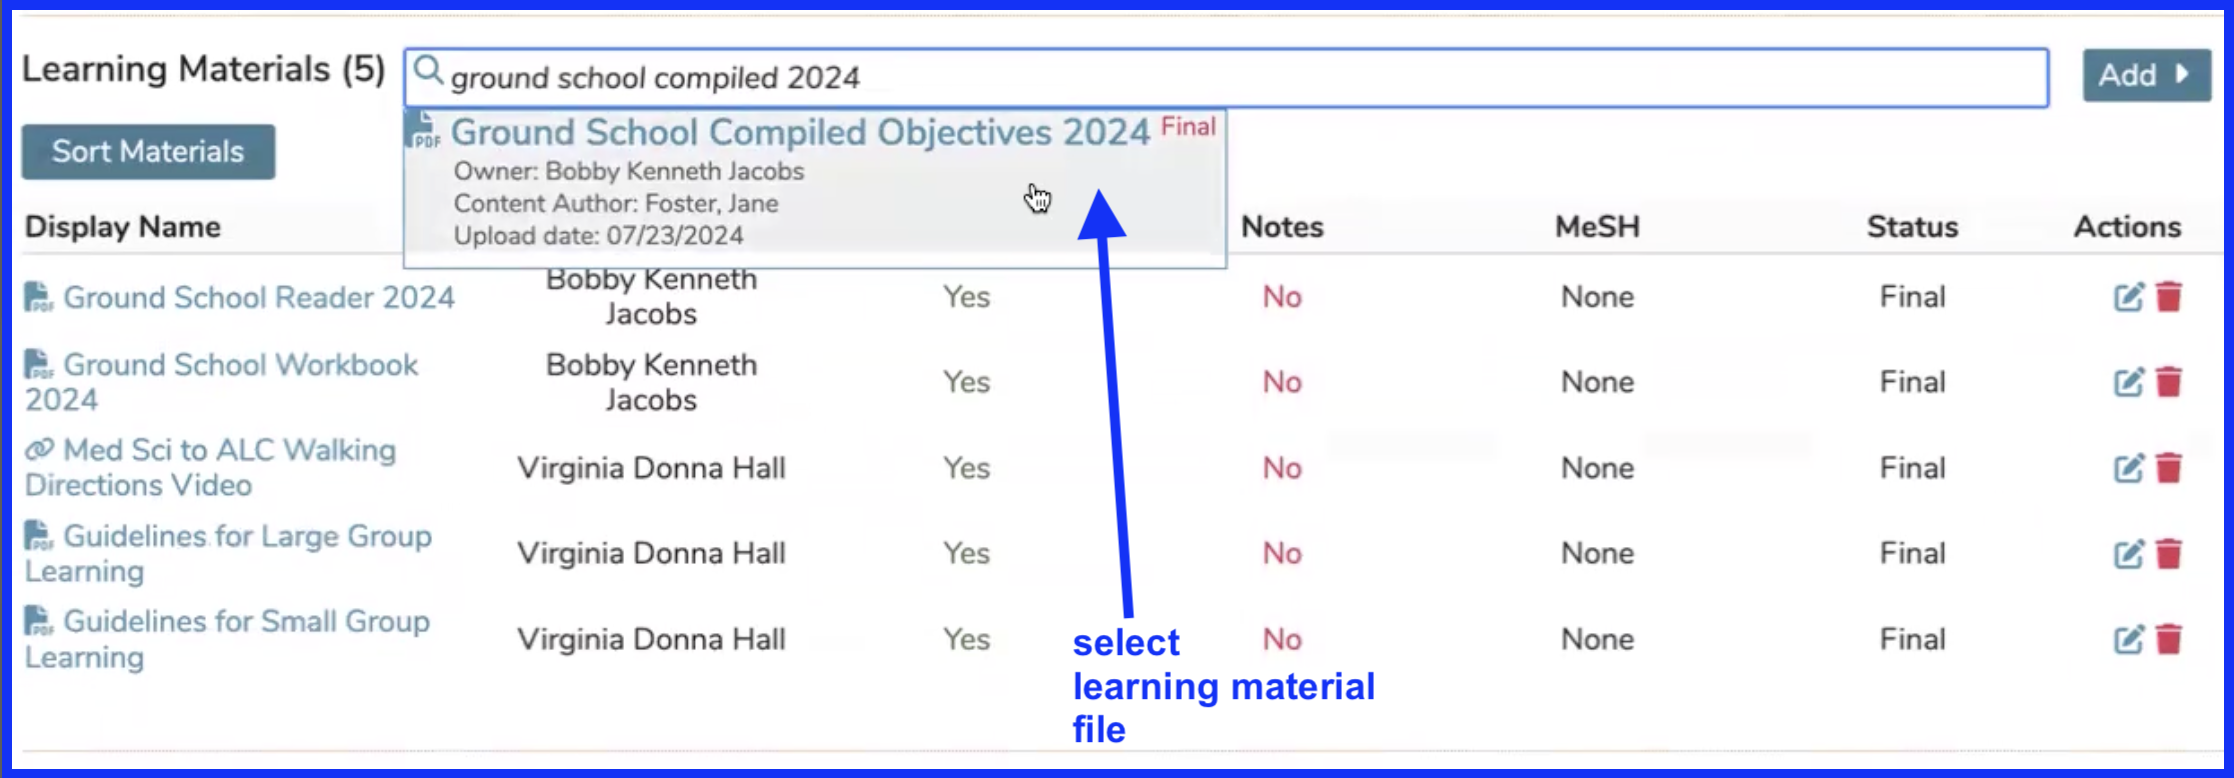 Learning Materials (5)
ground school compiled 2024
Add
Sort Materials
PDF Ground School Compiled Objectives 2024 Final
Owner: Bobby Kenneth Jacobs
Content Author: Foster, Jane
Upload date: 07/23/2024
Display Name Notes MeSH Status Actions
PDF Ground School Reader 2024 Bobby Kenneth Jacobs Yes No None Final
PDF Ground School Workbook 2024 Bobby Kenneth Jacobs Yes No None Final
Med Sci to ALC Walking Directions Video Virginia Donna Hall Yes No None Final
PDF Guidelines for Large Group Learning Virginia Donna Hall Yes No None Final
PDF Guidelines for Small Group Learning Virginia Donna Hall Yes No None Final
select
learning material
file